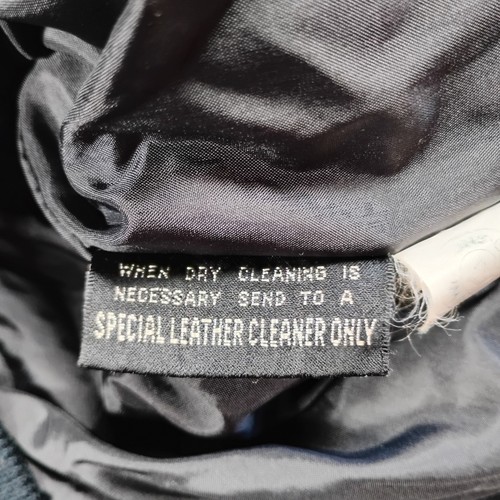 WHEN DRY CLEANING IS
NECESSARY SEND TO A
SPECIAL LEATHER CLEANER ONLY